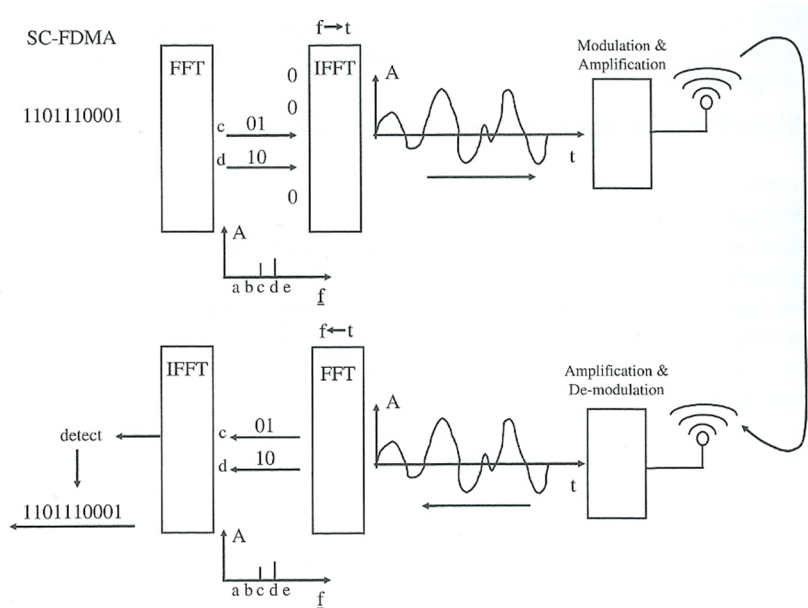 SC-FDMA
1101110001
FFT
c 01
d 10
0
0
0
f→t
IFFT
A
t
Modulation &
Amplification
A
a b c d e
f
IFFT
c 01
d 10
f←t
FFT
A
t
Amplification &
De-modulation
detect
1101110001
A
a b c d e
f